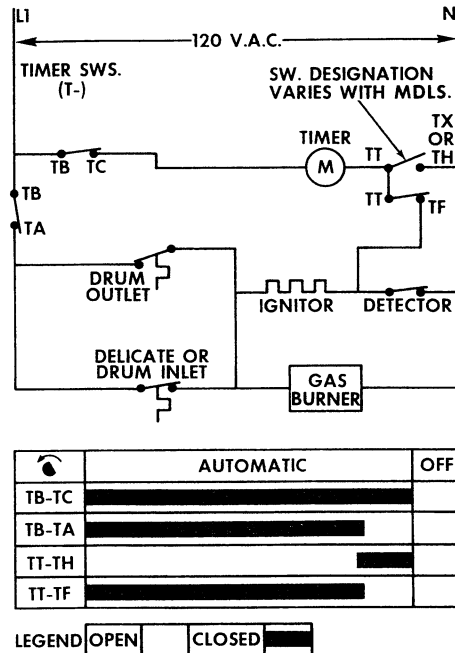 L1
N
120 V.A.C.
TIMER SWS.
(T-)
SW. DESIGNATION
VARIES WITH MDLS.
TIMER
TX
OR
TH
TT
M
TB TC
TB
TT
TF
TA
DRUM
OUTLET
IGNITOR
DETECTOR
DELICATE OR
DRUM INLET
GAS
BURNER
AUTOMATIC OFF
TB-TC
TB-TA
TT-TH
TT-TF
LEGEND OPEN CLOSED